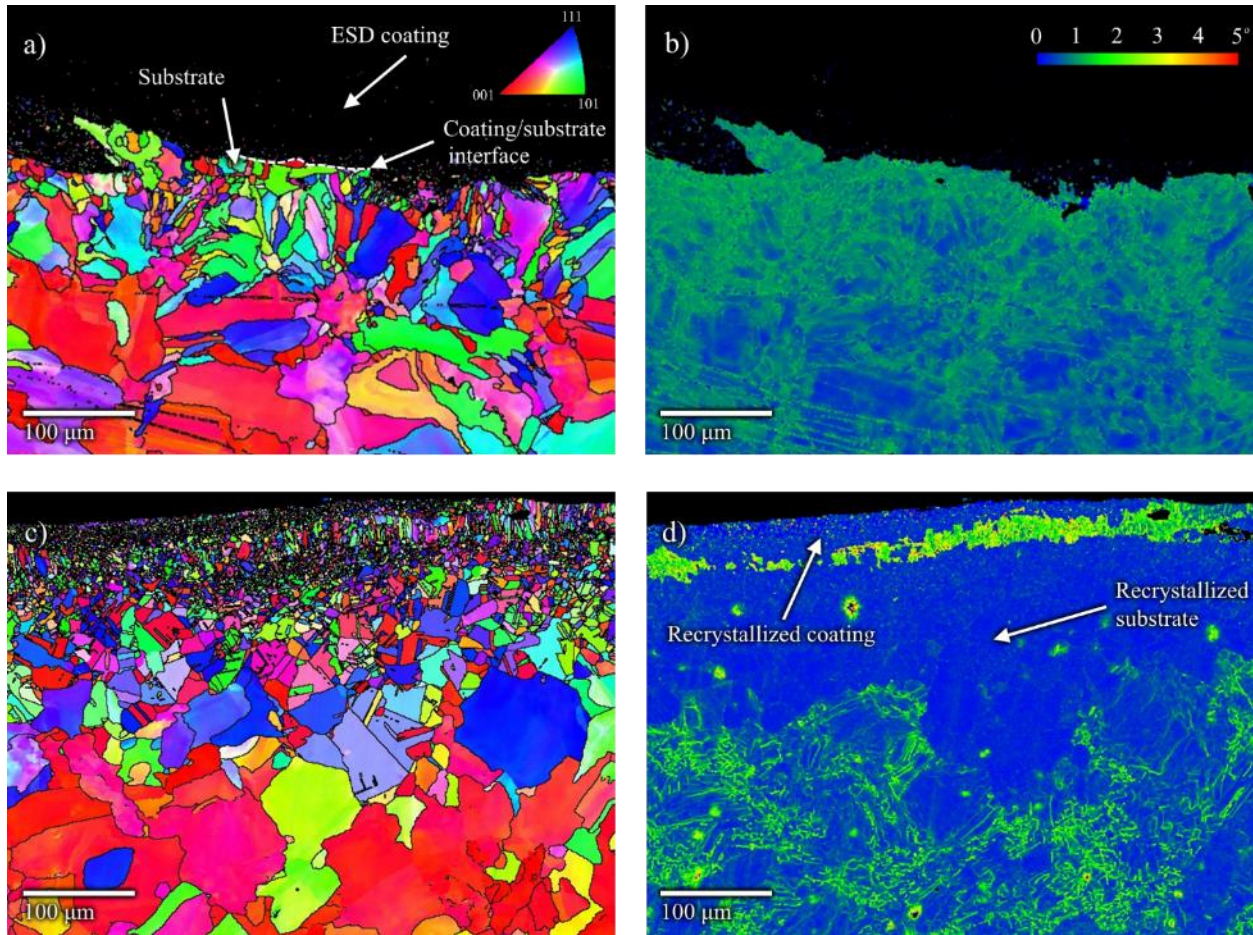 a)
ESD coating
111
Substrate
001
101
Coating/substrate
interface
100 μm
b)
0 1 2 3 4 5°
100 μm
c)
100 μm
d)
Recrystallized coating
Recrystallized
substrate
100 μm